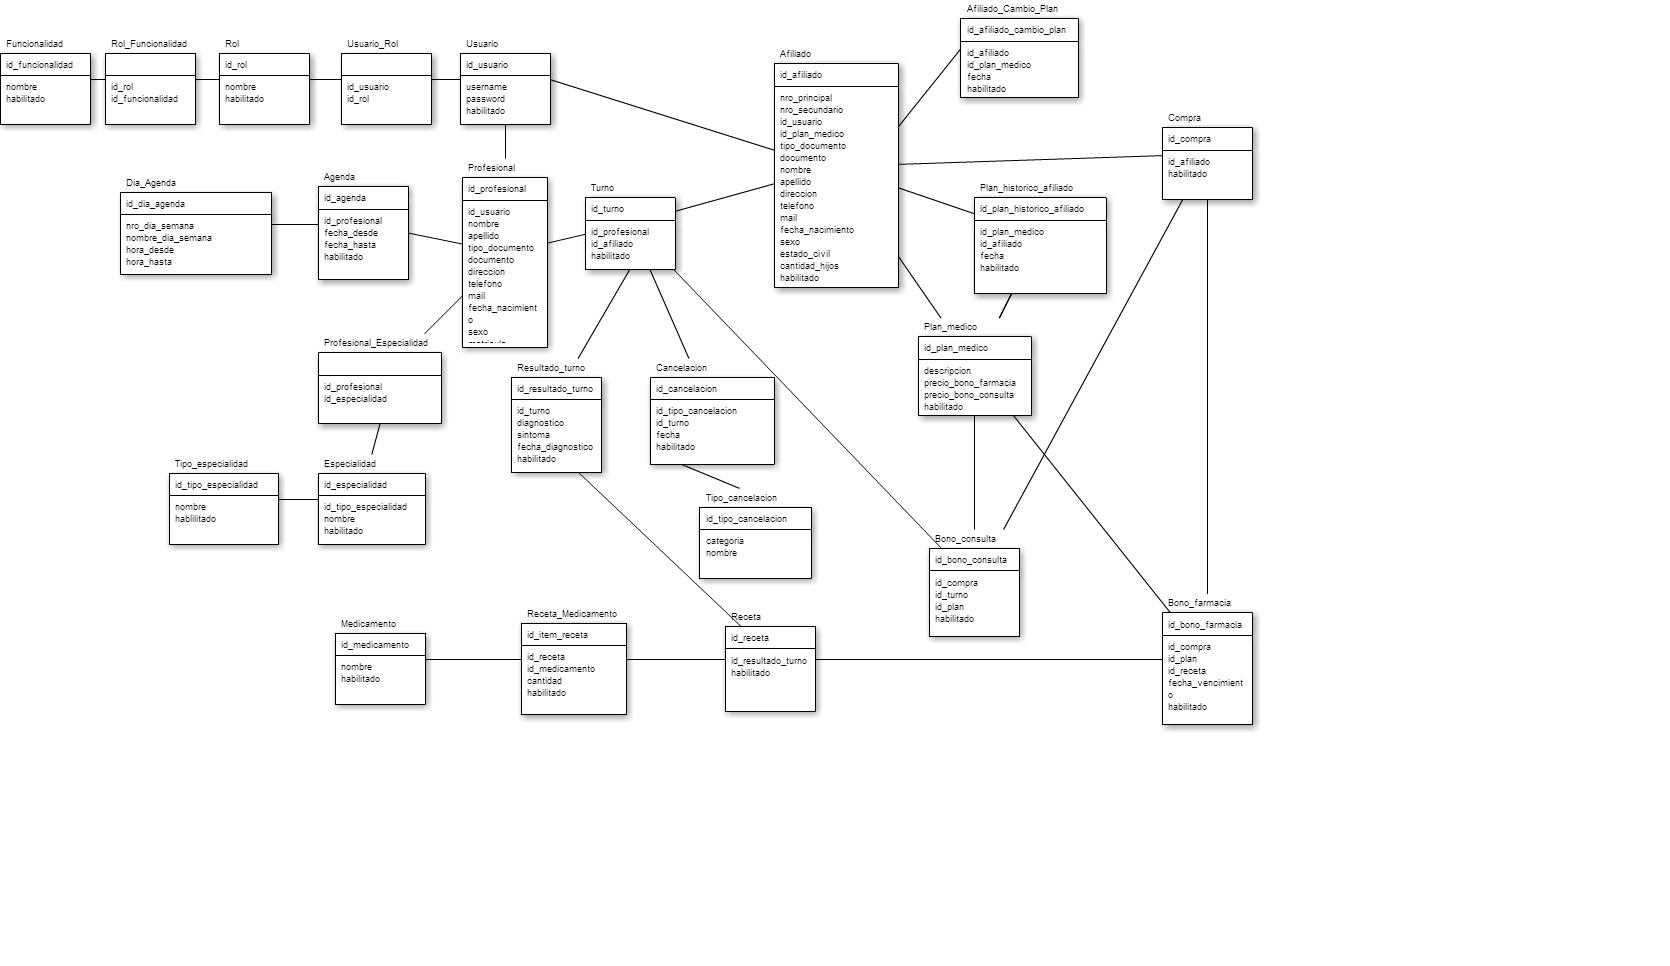 Funcionalidad
id_funcionalidad
nombre
habilitado
Rol_Funcionalidad
id_rol
id_funcionalidad
Rol
id_rol
nombre
habilitado
Usuario_Rol
id_usuario
id_rol
Usuario
id_usuario
username
password
habilitado
Afiliado
id_afiliado
nro_principal
nro_secundario
id_usuario
id_plan_medico
tipo_documento
documento
nombre
apellido
direccion
telefono
mail
fecha_nacimiento
sexo
estado_civil
cantidad_hijos
habilitado
Afiliado_Cambio_Plan
id_afiliado_cambio_plan
id_afiliado
id_plan_medico
fecha
habilitado
Compra
id_compra
id_afiliado
habilitado
Dia_Agenda
id_dia_agenda
nro_dia_semana
nombre_dia_semana
hora_desde
hora_hasta
Agenda
id_agenda
id_profesional
fecha_desde
fecha_hasta
habilitado
Profesional
id_profesional
id_usuario
nombre
apellido
tipo_documento
documento
direccion
telefono
mail
fecha_nacimient
o
sexo
Turno
id_turno
id_profesional
id_afiliado
habilitado
Plan_historico_afiliado
id_plan_historico_afiliado
id_plan_medico
id_afiliado
fecha
habilitado
Plan_medico
id_plan_medico
descripcion
precio_bono_farmacia
precio_bono_consulta
habilitado
Profesional_Especialidad
id_profesional
id_especialidad
Resultado_turno
id_resultado_turno
id_turno
diagnostico
sintoma
fecha_diagnostico
habilitado
Cancelacion
id_cancelacion
id_tipo_cancelacion
id_turno
fecha
habilitado
Tipo_especialidad
id_tipo_especialidad
nombre
hablilitado
Especialidad
id_especialidad
id_tipo_especialidad
nombre
habilitado
Tipo_cancelacion
id_tipo_cancelacion
categoria
nombre
Bono_consulta
id_bono_consulta
id_compra
id_turno
id_plan
habilitado
Bono_farmacia
id_bono_farmacia
id_compra
id_plan
id_receta
fecha_vencimient
o
habilitado
Medicamento
id_medicamento
nombre
habilitado
Receta_Medicamento
id_item_receta
id_receta
id_medicamento
cantidad
habilitado
Receta
id_receta
id_resultado_turno
habilitado